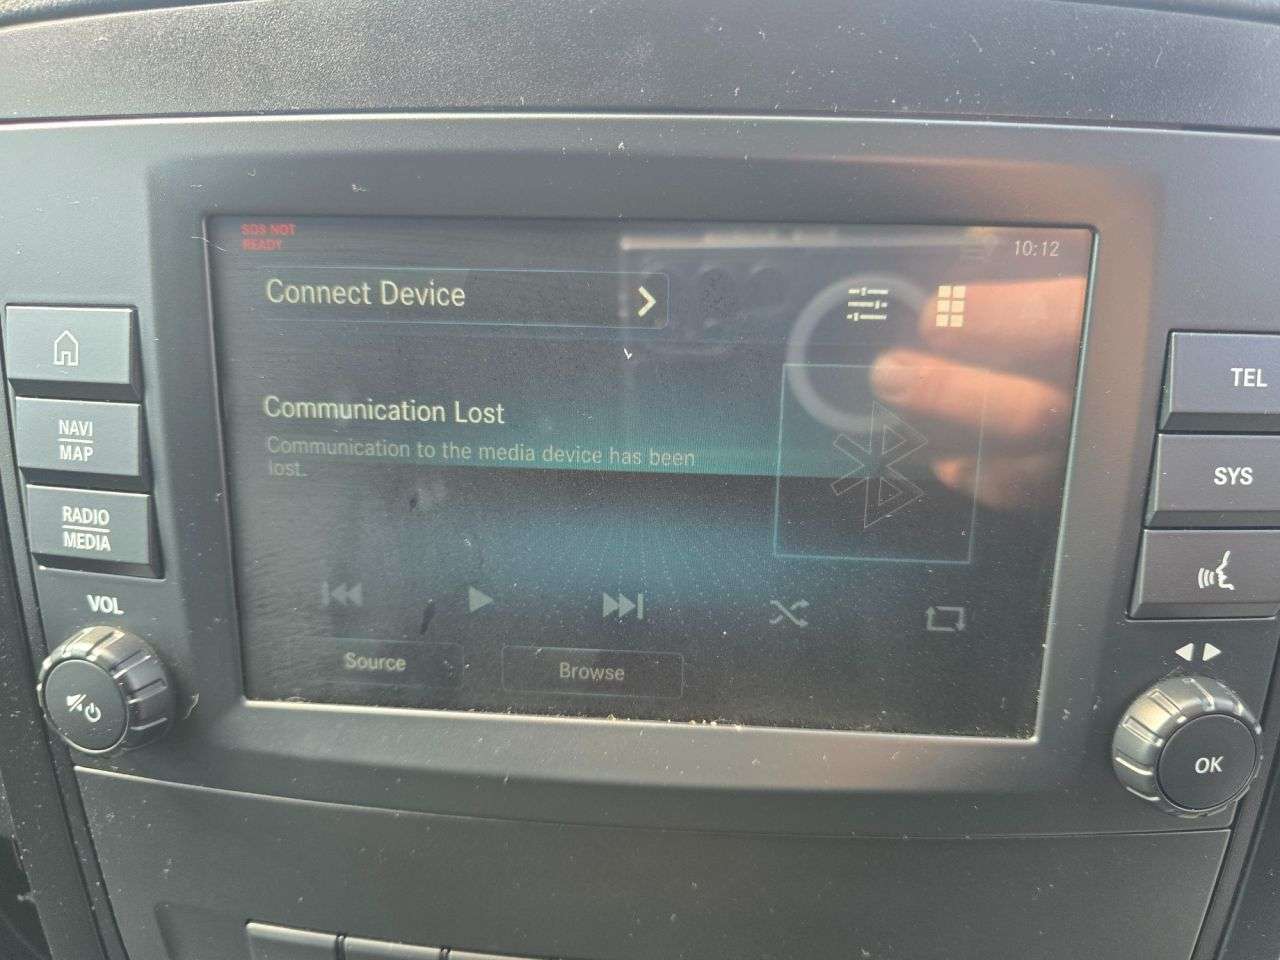 SDS NOT
READY
10:12
Connect Device
Communication Lost
Communication to the media device has been
lost.
Source
Browse
NAVI
MAP
RADIO
MEDIA
VOL
TEL
SYS
OK